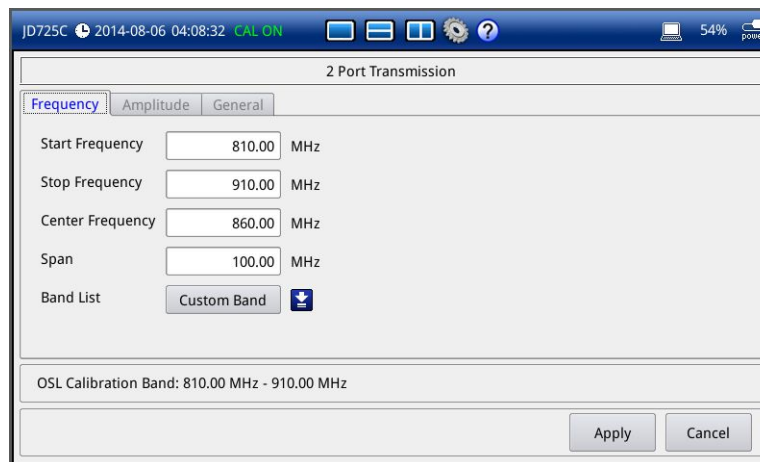 JD725C 2014-08-06 04:08:32 CAL ON ? 54%
2 Port Transmission
Frequency Amplitude General
Start Frequency 810.00 MHz
Stop Frequency 910.00 MHz
Center Frequency 860.00 MHz
Span 100.00 MHz
Band List Custom Band
OSL Calibration Band: 810.00 MHz - 910.00 MHz
Apply Cancel